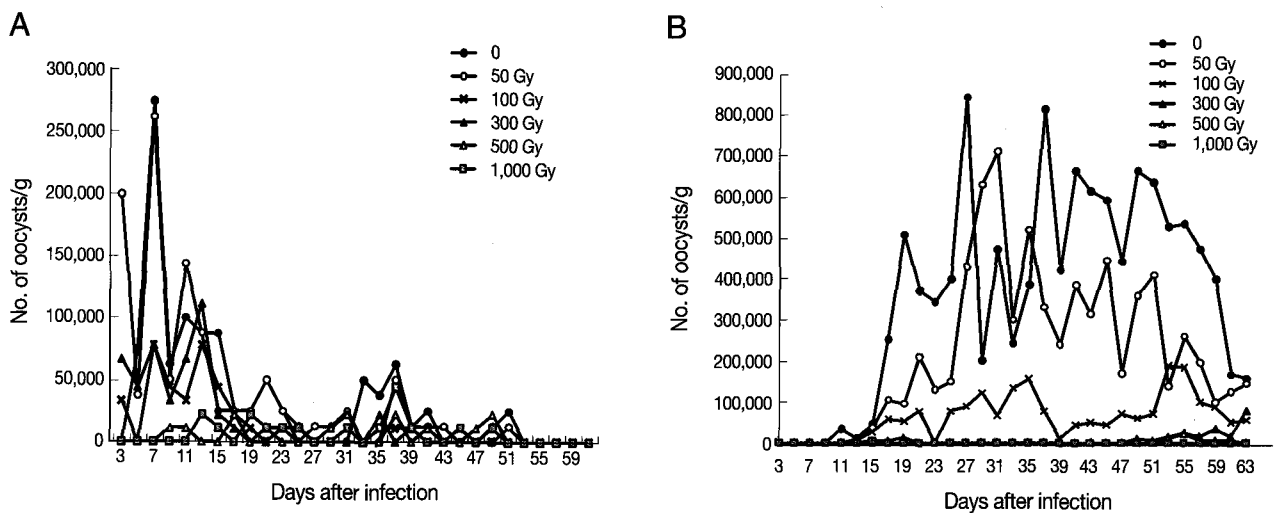 A
No. of oocysts/g
300,000
250,000
200,000
150,000
100,000
50,000
0
3 7 11 15 19 23 27 31 35 39 45 47 51 55 59
Days after infection
0
50 Gy
100 Gy
300 Gy
500 Gy
1,000 Gy
B
No. of oocysts/g
900,000
800,000
700,000
600,000
500,000
400,000
300,000
200,000
100,000
0
3 7 11 15 19 23 27 31 35 39 43 47 51 55 59 63
Days after infection
0
50 Gy
100 Gy
300 Gy
500 Gy
1,000 Gy